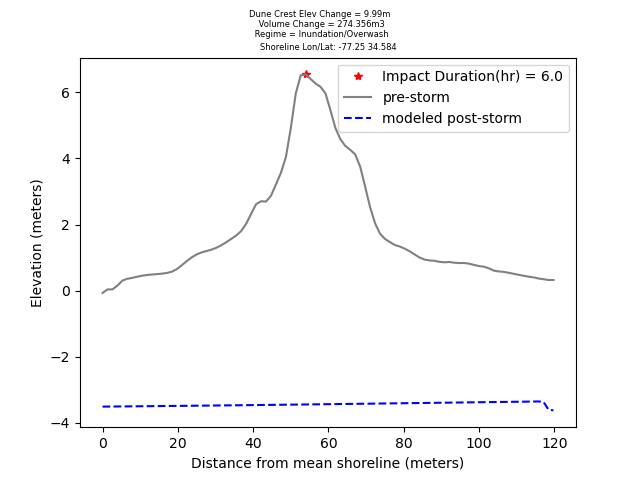 Dune Crest Elev Change = 9.99m
Volume Change = 274.356m3
Regime = Inundation/Overwash
Shoreline Lon/Lat: -77.25 34.584
Impact Duration(hr) = 6.0
pre-storm
modeled post-storm
Elevation (meters)
6
4
2
0
−2
−4
0 20 40 60 80 100 120
Distance from mean shoreline (meters)